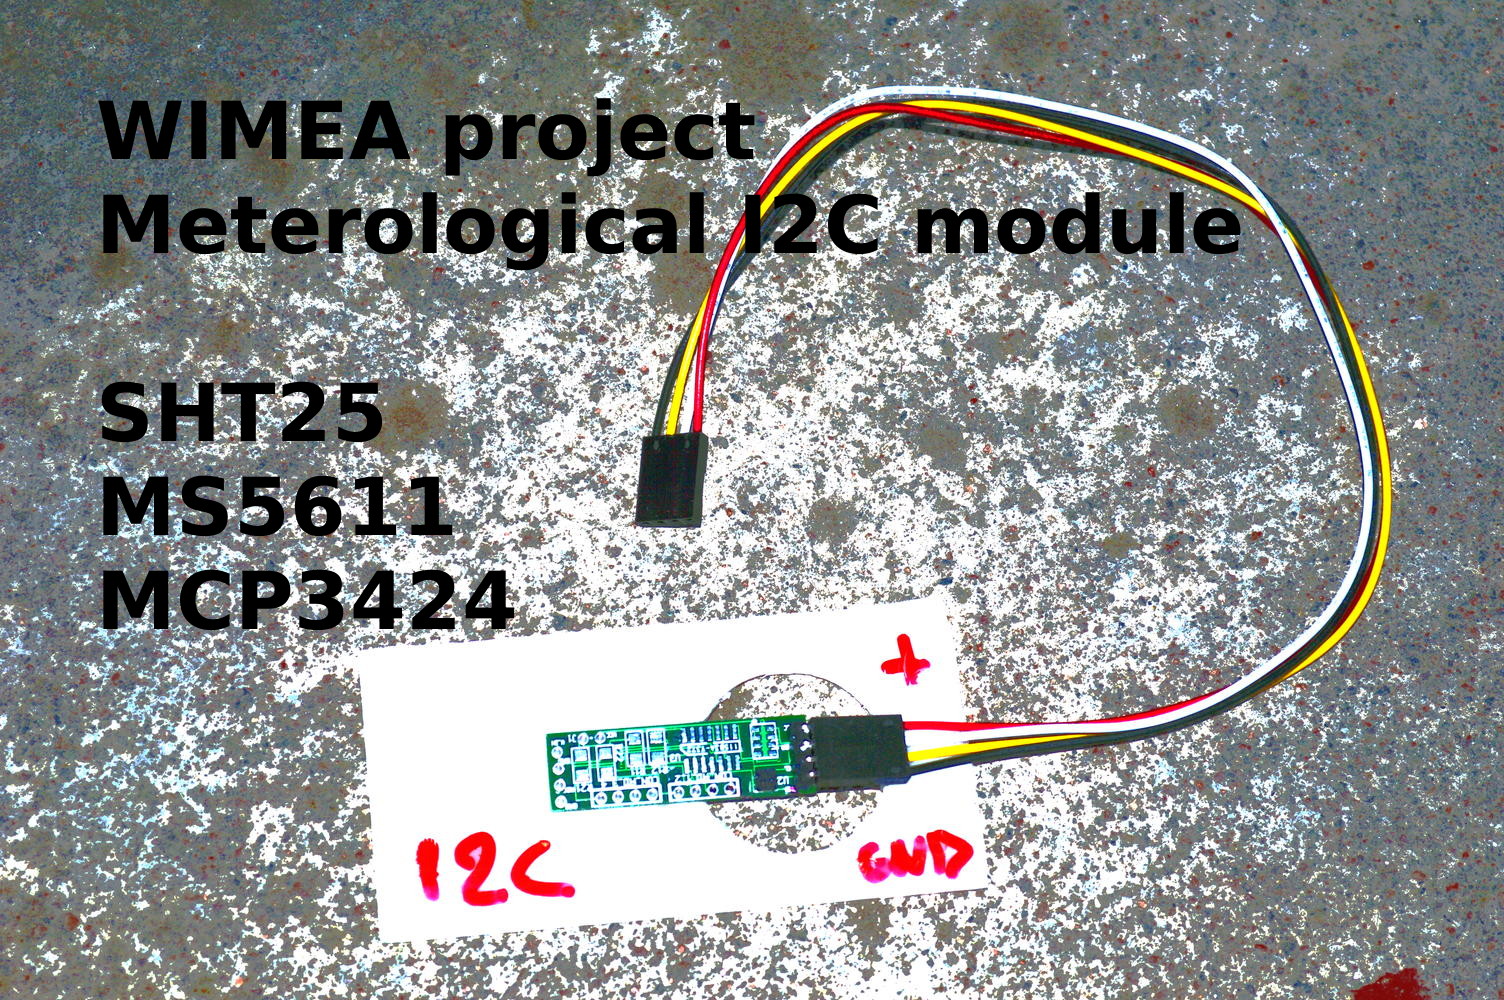 WIMEA project
Meterological I2C module
SHT25
MS5611
MCP3424
+
I2C
GND